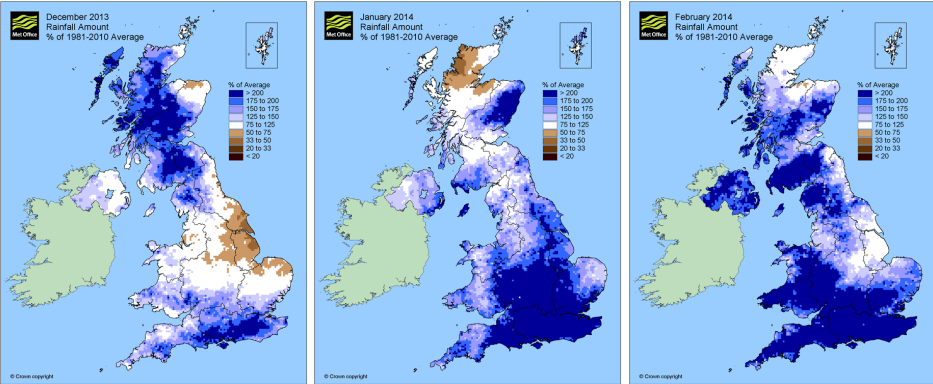 Met Office
December 2013
Rainfall Amount
% of 1981-2010 Average
% of Average
> 200
175 to 200
150 to 175
125 to 150
75 to 125
50 to 75
33 to 50
20 to 33
< 20
© Crown copyright
Met Office
January 2014
Rainfall Amount
% of 1981-2010 Average
% of Average
> 200
175 to 200
150 to 175
125 to 150
75 to 125
50 to 75
33 to 50
20 to 33
< 20
© Crown copyright
Met Office
February 2014
Rainfall Amount
% of 1981-2010 Average
% of Average
> 200
175 to 200
150 to 175
125 to 150
75 to 125
50 to 75
33 to 50
20 to 33
< 20
© Crown copyright